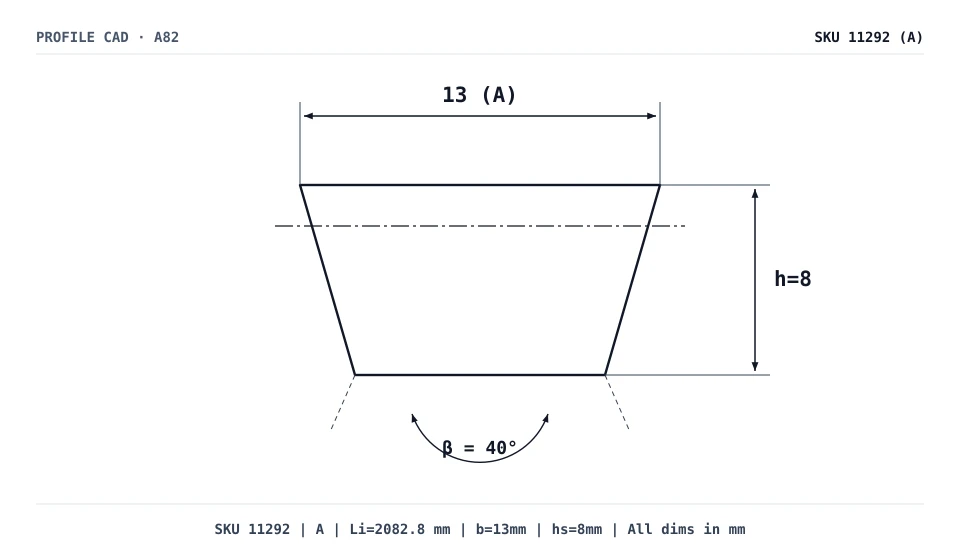 PROFILE CAD · A82
SKU 11292 (A)
13 (A)
h=8
β = 40°
SKU 11292 | A | Li=2082.8 mm | b=13mm | hs=8mm | All dims in mm